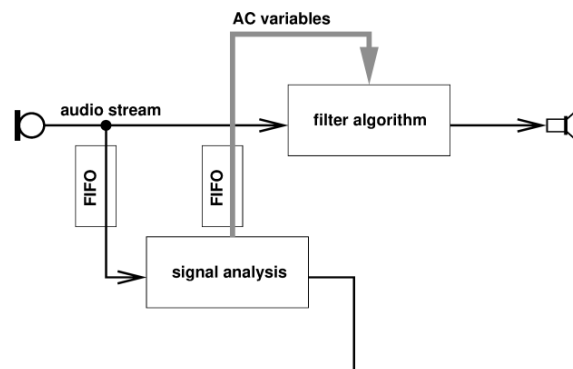 AC variables
audio stream
filter algorithm
FIFO
FIFO
signal analysis